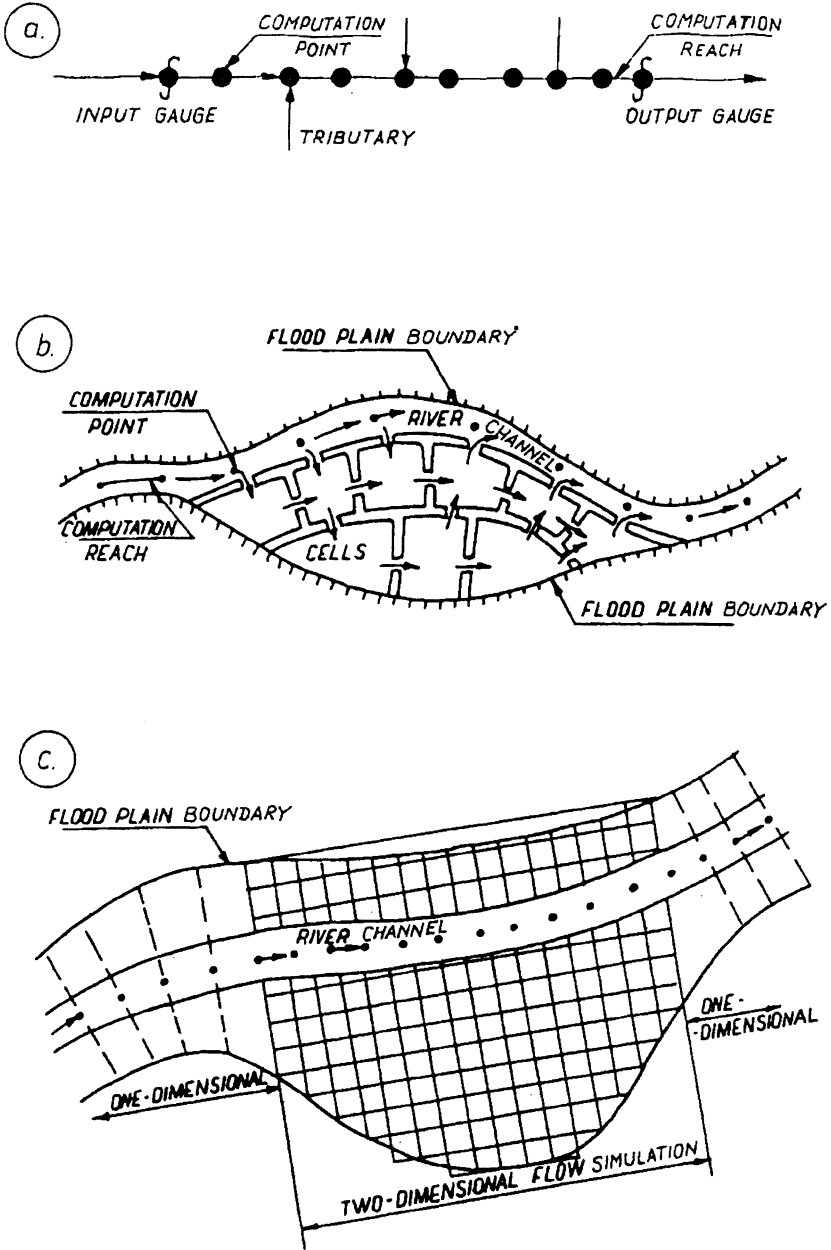 a.
COMPUTATION
POINT
COMPUTATION
REACH
INPUT GAUGE
OUTPUT GAUGE
TRIBUTARY
b.
FLOOD PLAIN BOUNDARY
COMPUTATION
POINT
RIVER CHANNEL
COMPUTATION
REACH
CELLS
FLOOD PLAIN BOUNDARY
c.
FLOOD PLAIN BOUNDARY
RIVER CHANNEL
ONE-
-DIMENSIONAL
ONE-DIMENSIONAL
TWO-DIMENSIONAL FLOW SIMULATION